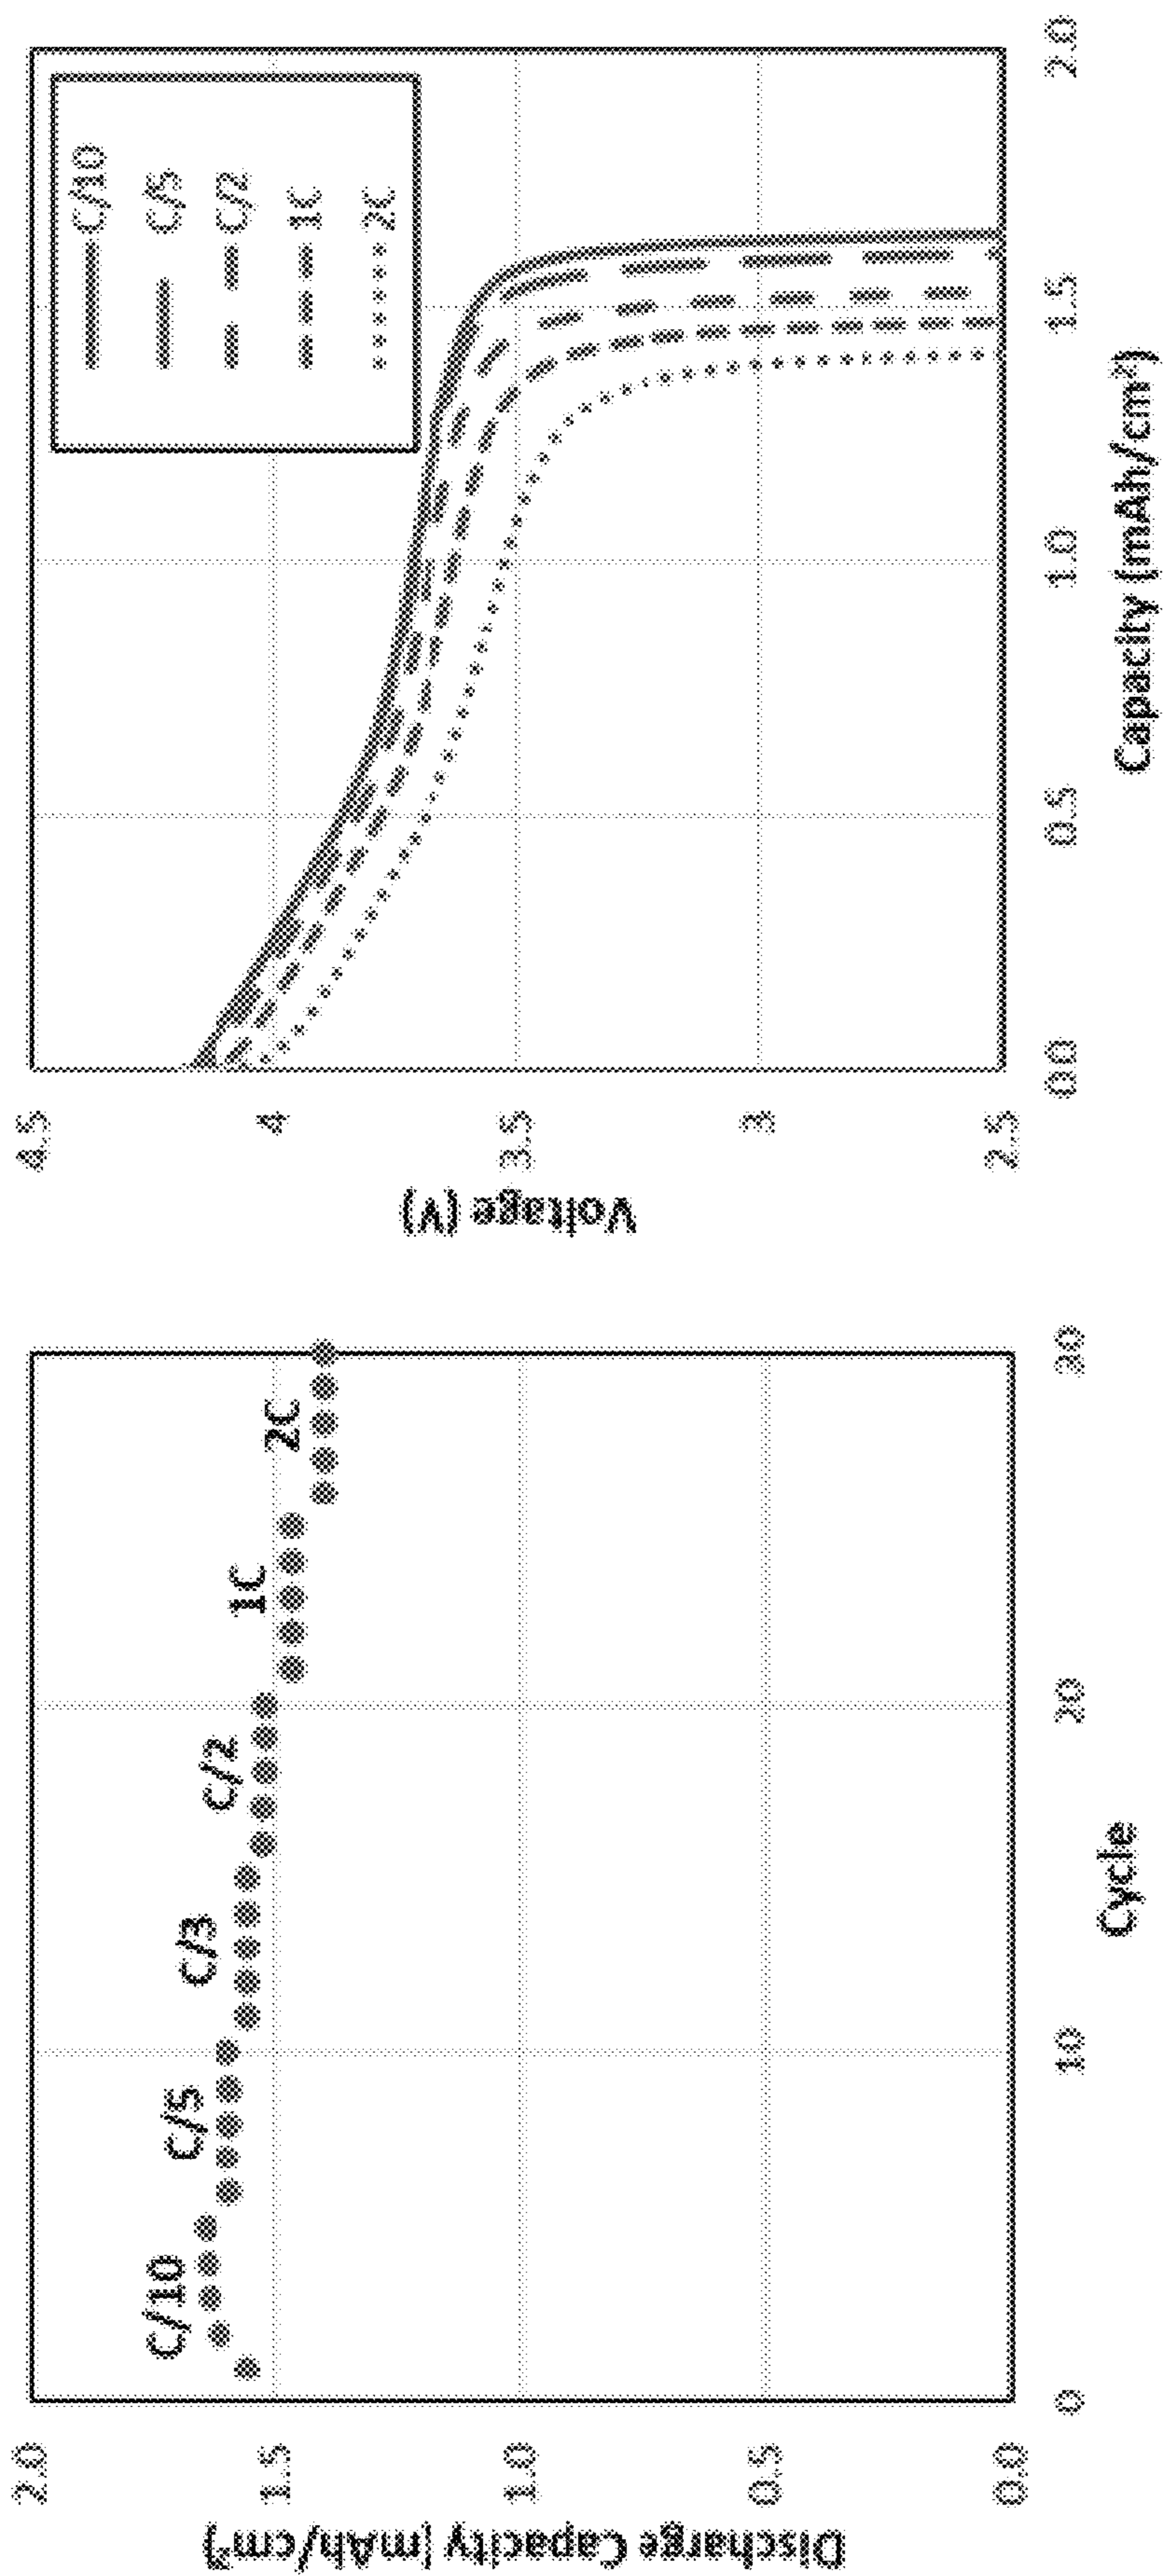 Discharge Capacity (mAh/cm²)
2.0
1.5
1.0
0.5
0.0
C/10
C/5
C/3
C/2
1C
2C
0
10
20
30
Cycle
Voltage (V)
4.5
4
3.5
3
2.5
C/10
C/5
C/2
1C
2C
0.0
0.5
1.0
1.5
2.0
Capacity (mAh/cm²)